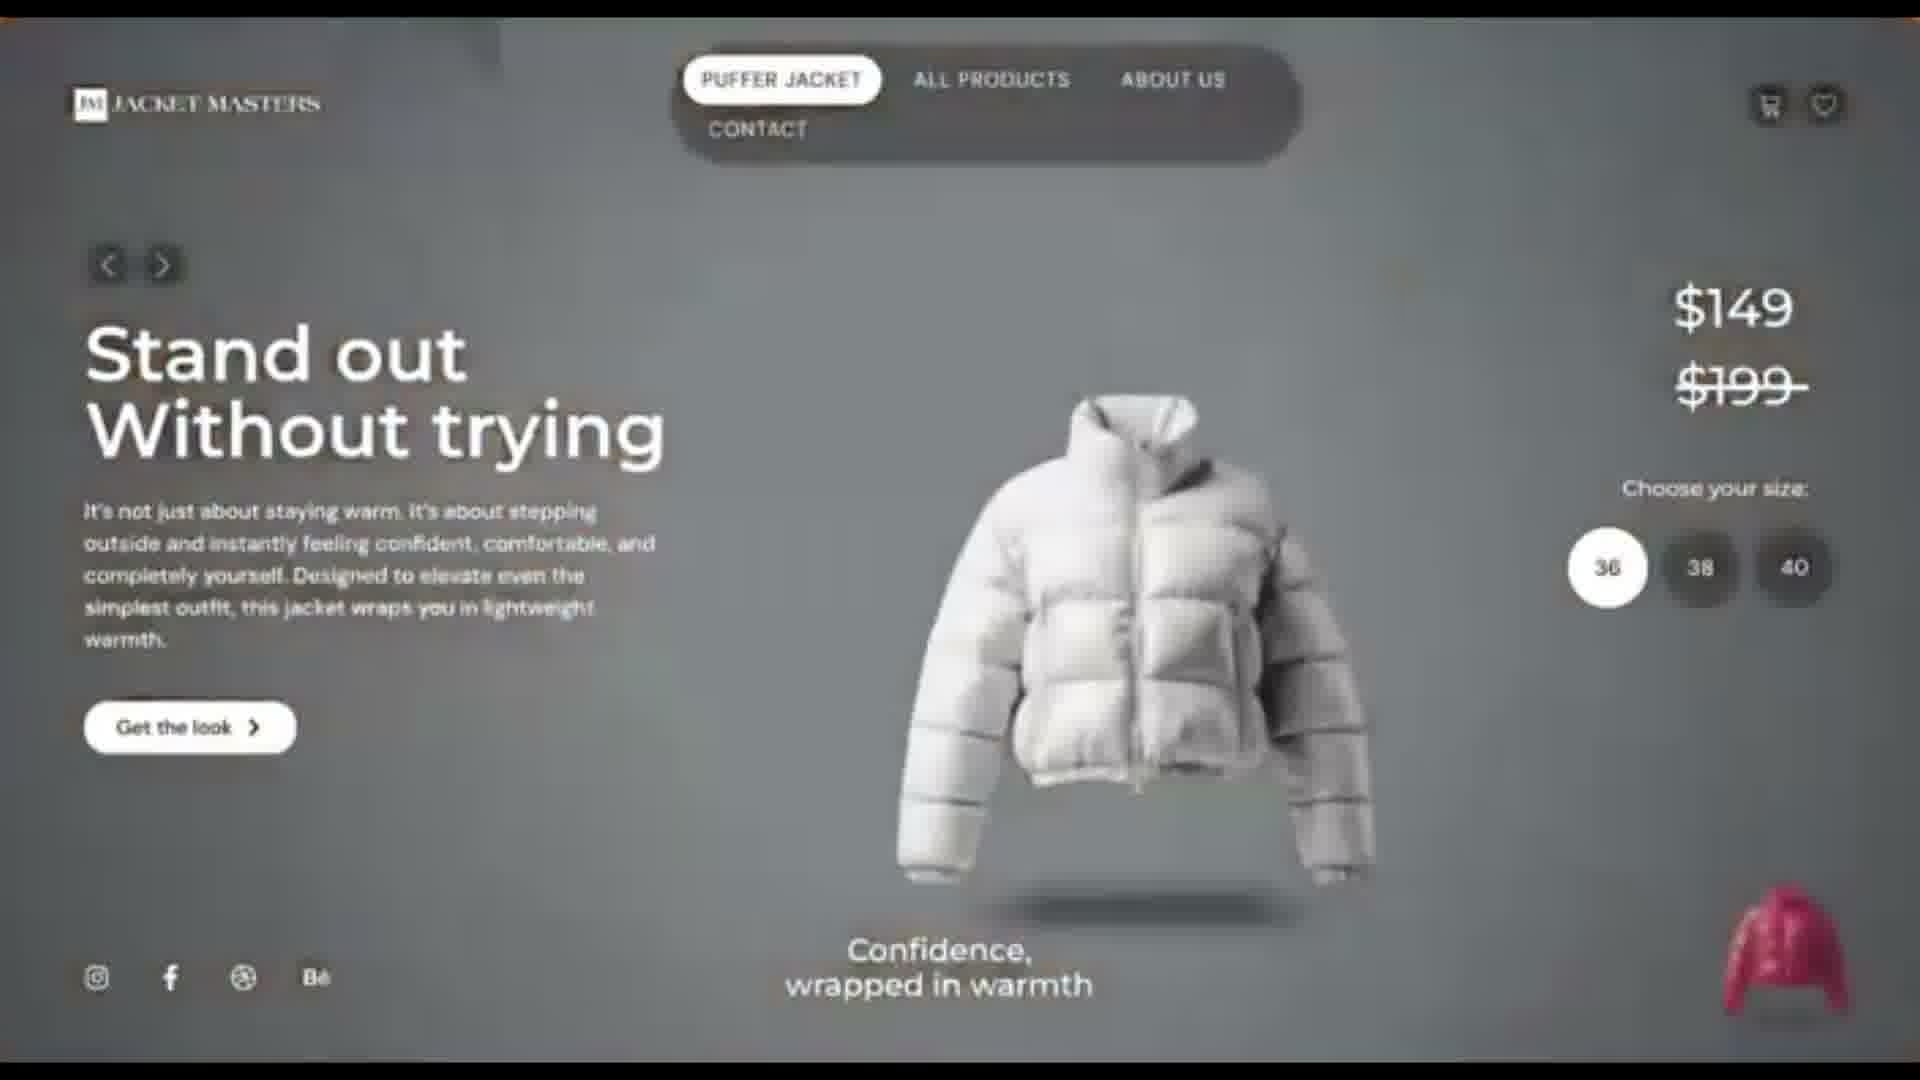 JM JACKET MASTERS
PUFFER JACKET ALL PRODUCTS ABOUT US
CONTACT
Stand out
Without trying
It's not just about staying warm. It's about stepping
outside and instantly feeling confident, comfortable, and
completely yourself. Designed to elevate even the
simplest outfit, this jacket wraps you in lightweight
warmth.
Get the look
$149
$199
Choose your size:
36 38 40
Confidence,
wrapped in warmth
Bē